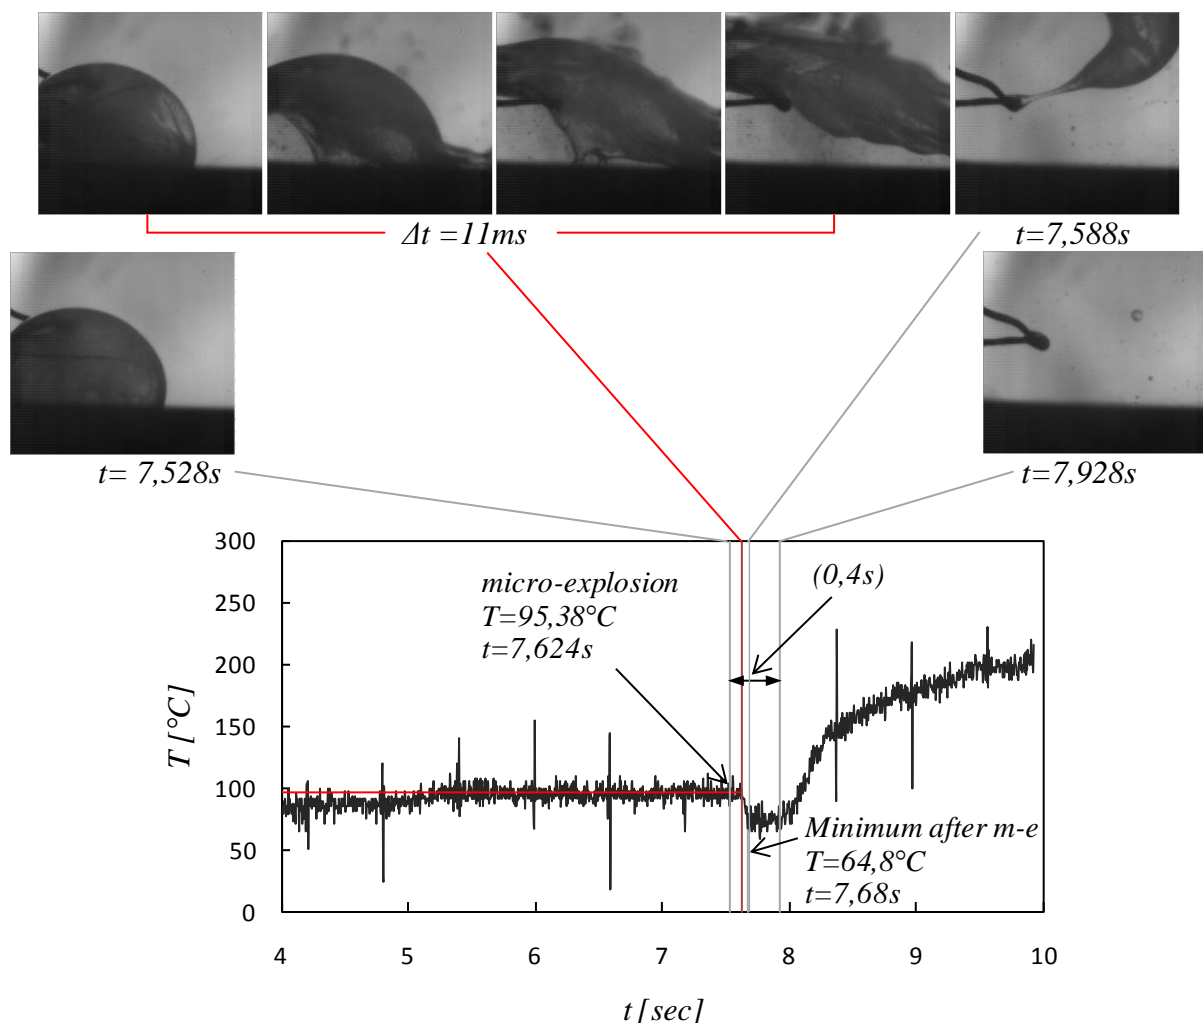 Δt =11ms
t=7,588s
t= 7,528s
t=7,928s
300
250
200
150
100
50
0
T [°C]
micro-explosion
T=95,38°C
t=7,624s
(0,4s)
Minimum after m-e
T=64,8°C
t=7,68s
4 5 6 7 8 9 10
t [sec]